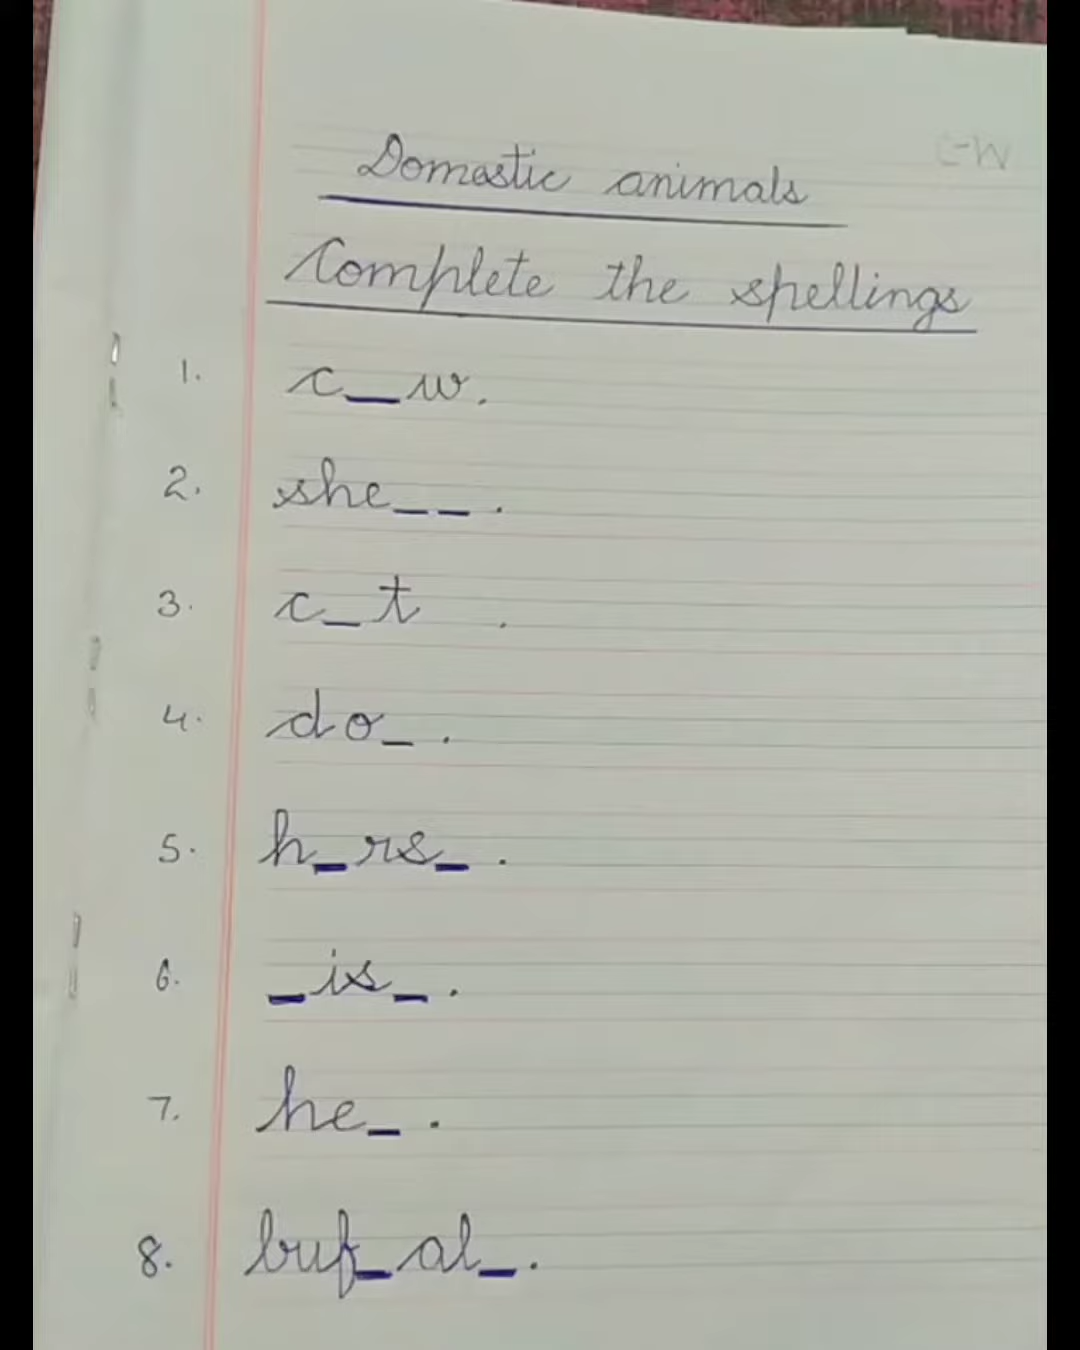 C-W
Domestic animals
Complete the spellings
1. c_w.
2. she__.
3. c_t .
4. do_.
5. h_rs_.
6. _is_.
7. he_.
8. buf_al_.